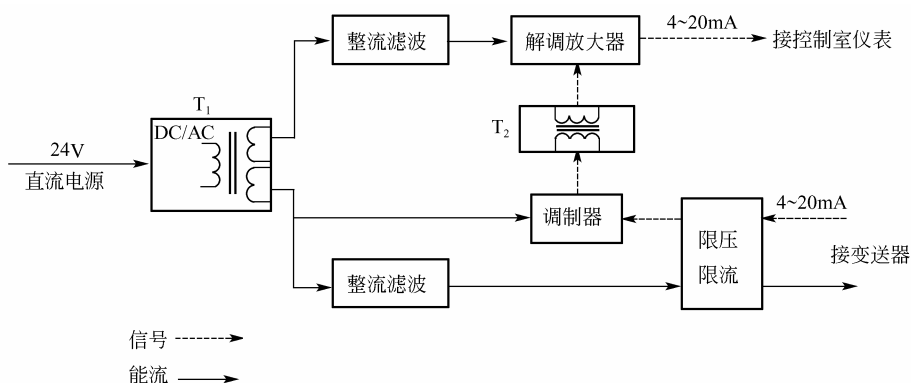 4~20mA
整流滤波
解调放大器
接控制室仪表
T1
DC/AC
T2
24V
直流电源
调制器
4~20mA
限压
限流
接变送器
整流滤波
信号
能流